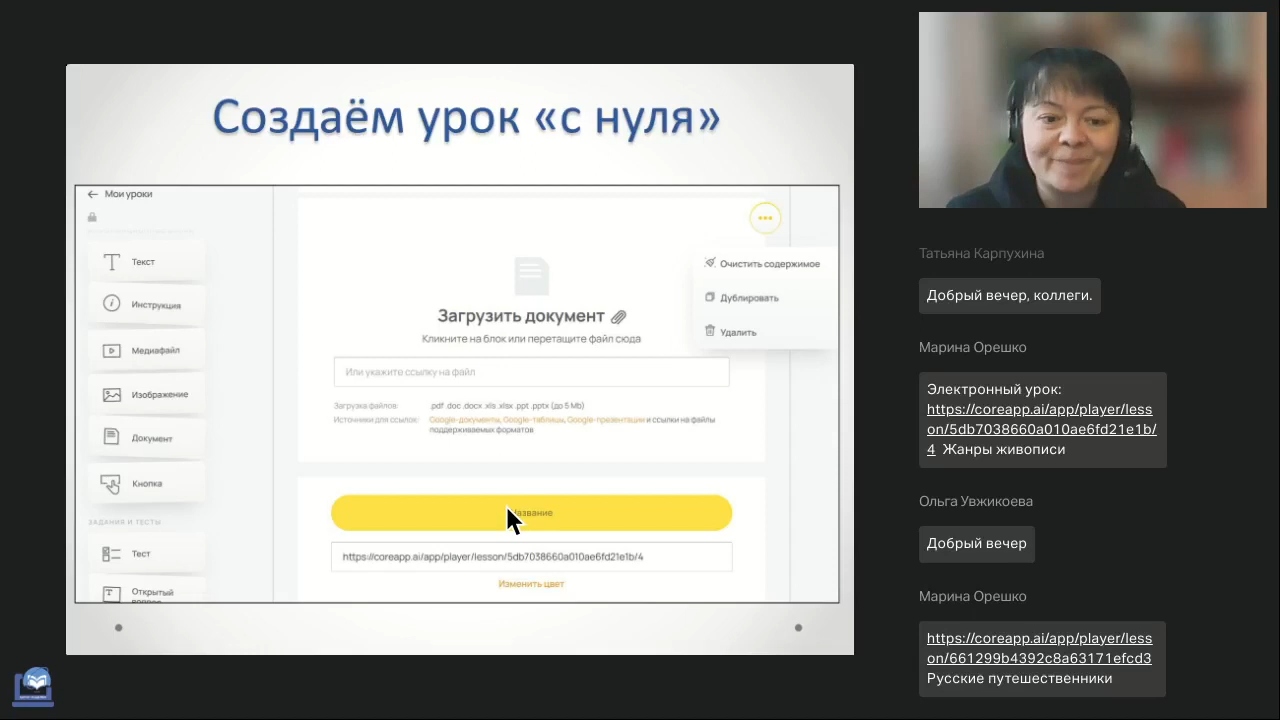 Создаём урок «с нуля»
Мои уроки
Текст
Инструкция
Медиафайл
Изображение
Документ
Кнопка
ЗАДАНИЯ И ТЕСТЫ
Тест
Открытый
Загрузить документ
Кликните на блок или перетащите файл сюда
Или укажите ссылку на файл
Загрузка файлов: .pdf .doc .docx .xls .xlsx .ppt .pptx (до 5 Mb)
Источники для ссылок: Google-документы, Google-таблицы, Google-презентации и ссылки на файлы
поддерживаемых форматов
Очистить содержимое
Дублировать
Удалить
https://coreapp.ai/app/player/lesson/5db7038660a010ae6fd21e1b/4
Изменить цвет
Татьяна Карпухина
Добрый вечер, коллеги.
Марина Орешко
Электронный урок:
https://coreapp.ai/app/player/less
on/5db7038660a010ae6fd21e1b/
4 Жанры живописи
Ольга Увжикоева
Добрый вечер
Марина Орешко
https://coreapp.ai/app/player/less
on/661299b4392c8a63171efcd3
Русские путешественники